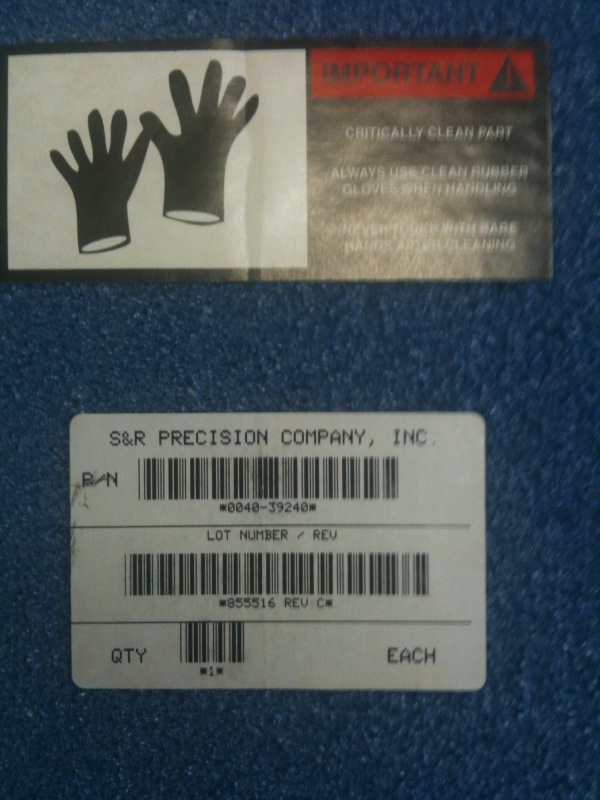 IMPORTANT
CRITICALLY CLEAN PART
ALWAYS USE CLEAN RUBBER
GLOVES WHEN HANDLING
NEVER TOUCH WITH BARE
HANDS AFTER CLEANING
S&R PRECISION COMPANY, INC.
P/N
*0040-39240*
LOT NUMBER / REV
*855516 REV C*
QTY
EACH
*1*